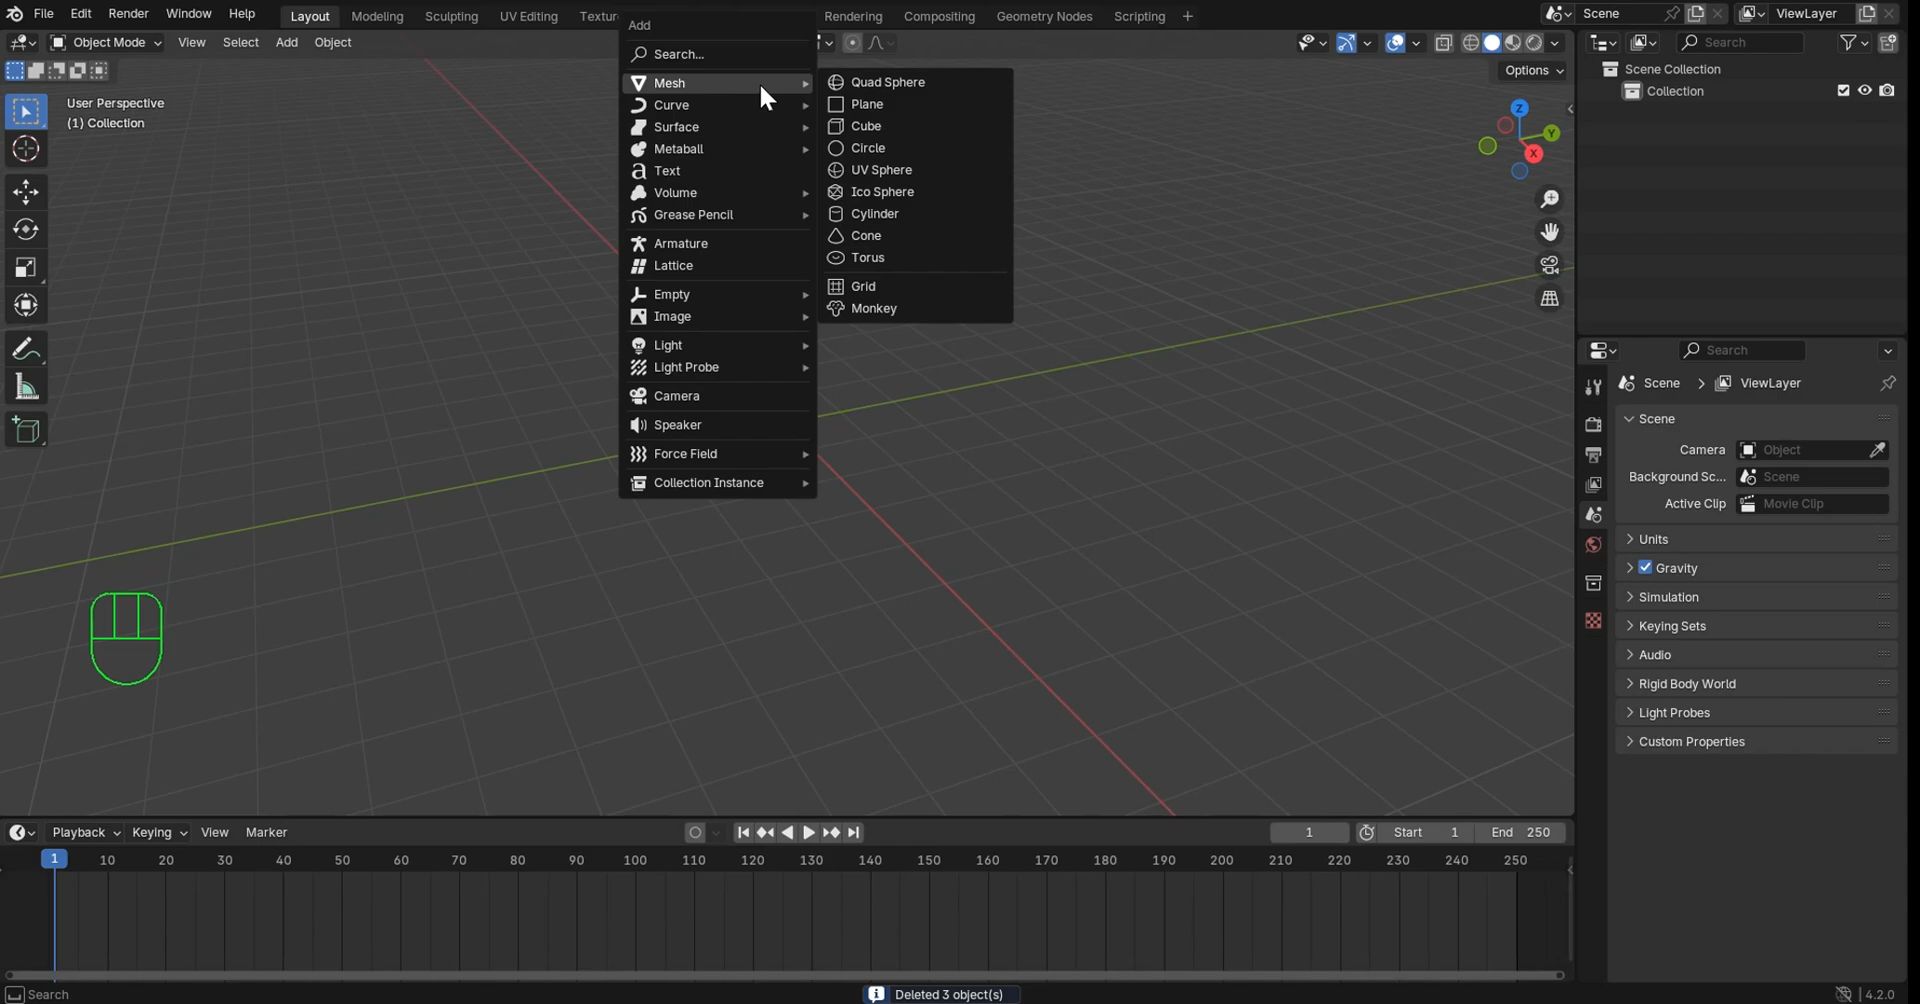 File Edit Render Window Help Layout Modeling Sculpting UV Editing Textur Rendering Compositing Geometry Nodes Scripting + Scene ViewLayer
Object Mode View Select Add Object
Options
User Perspective
(1) Collection
Add
Search...
Mesh
Curve
Surface
Metaball
Text
Volume
Grease Pencil
Armature
Lattice
Empty
Image
Light
Light Probe
Camera
Speaker
Force Field
Collection Instance
Quad Sphere
Plane
Cube
Circle
UV Sphere
Ico Sphere
Cylinder
Cone
Torus
Grid
Monkey
Z
Y
X
Search
Scene Collection
Collection
Search
Scene ViewLayer
Scene
Camera Object
Background Sc... Scene
Active Clip Movie Clip
Units
Gravity
Simulation
Keying Sets
Audio
Rigid Body World
Light Probes
Custom Properties
Playback Keying View Marker 1 Start 1 End 250
1 10 20 30 40 50 60 70 80 90 100 110 120 130 140 150 160 170 180 190 200 210 220 230 240 250
Search Deleted 3 object(s) 4.2.0